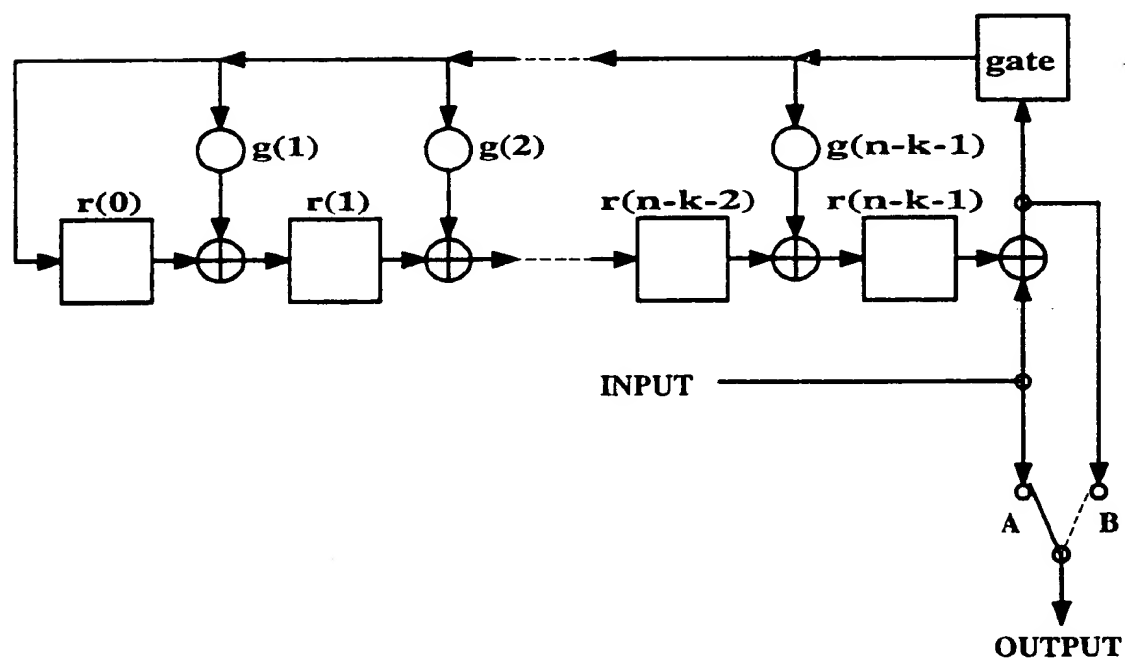 gate
g(1)
g(2)
g(n-k-1)
r(0)
r(1)
r(n-k-2)
r(n-k-1)
INPUT
A
B
OUTPUT